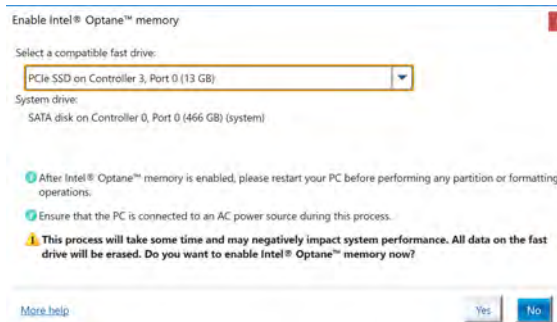 Enable Intel® Optane™ memory
Select a compatible fast drive:
PCIe SSD on Controller 3, Port 0 (13 GB)
System drive:
SATA disk on Controller 0, Port 0 (466 GB) (system)
After Intel® Optane™ memory is enabled, please restart your PC before performing any partition or formatting
operations.
Ensure that the PC is connected to an AC power source during this process.
This process will take some time and may negatively impact system performance. All data on the fast
drive will be erased. Do you want to enable Intel® Optane™ memory now?
More help
Yes
No